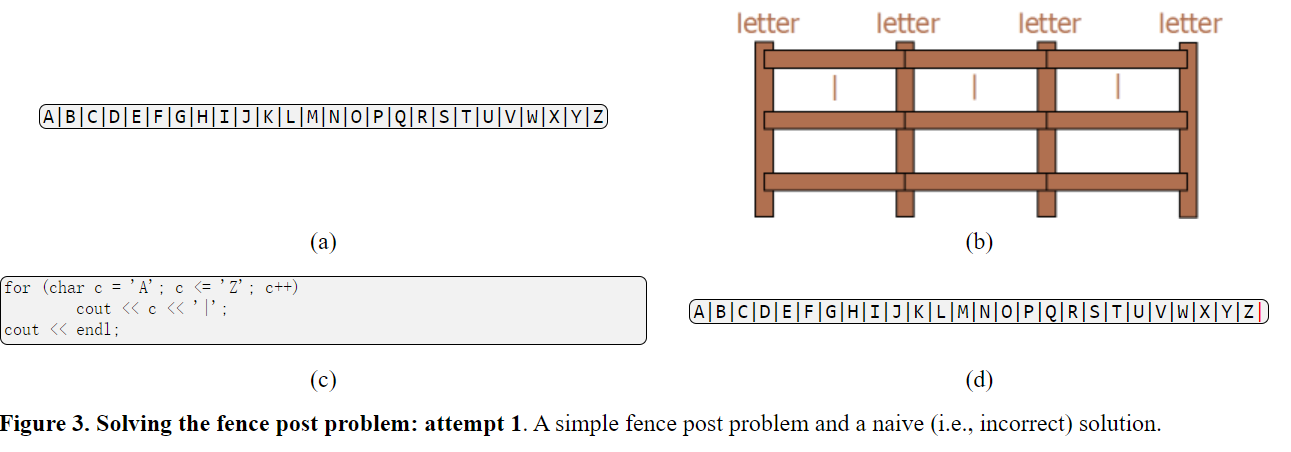 A|B|C|D|E|F|G|H|I|J|K|L|M|N|O|P|Q|R|S|T|U|V|W|X|Y|Z
(a)
letter letter letter letter
| | |
(b)
for (char c = 'A'; c <= 'Z'; c++)
        cout << c << '|';
cout << endl;
(c)
A|B|C|D|E|F|G|H|I|J|K|L|M|N|O|P|Q|R|S|T|U|V|W|X|Y|Z|
(d)
Figure 3. Solving the fence post problem: attempt 1. A simple fence post problem and a naive (i.e., incorrect) solution.